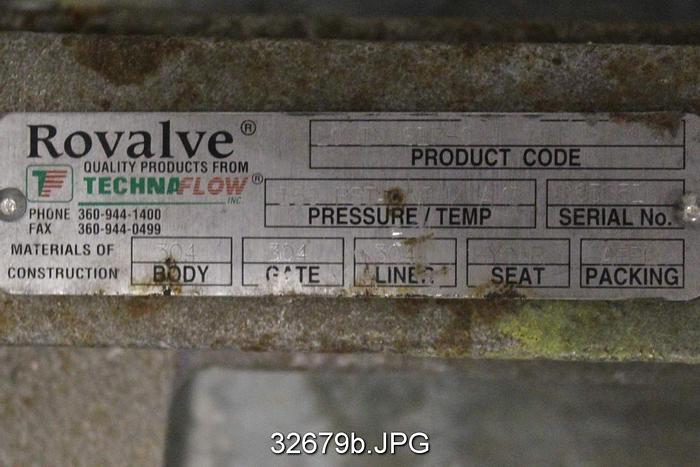 Rovalve®
QUALITY PRODUCTS FROM
TECHNAFLOW®
INC.
PHONE 360-944-1400
FAX 360-944-0499
PRODUCT CODE
PRESSURE / TEMP
SERIAL No.
MATERIALS OF
CONSTRUCTION
304 304
BODY GATE LINER SEAT PACKING
32679b.JPG